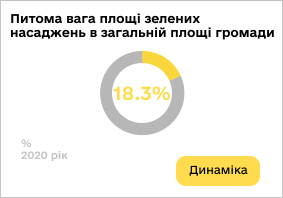 Питома вага площі зелених
насаджень в загальній площі громади
18.3%
%
2020 рік
Динаміка